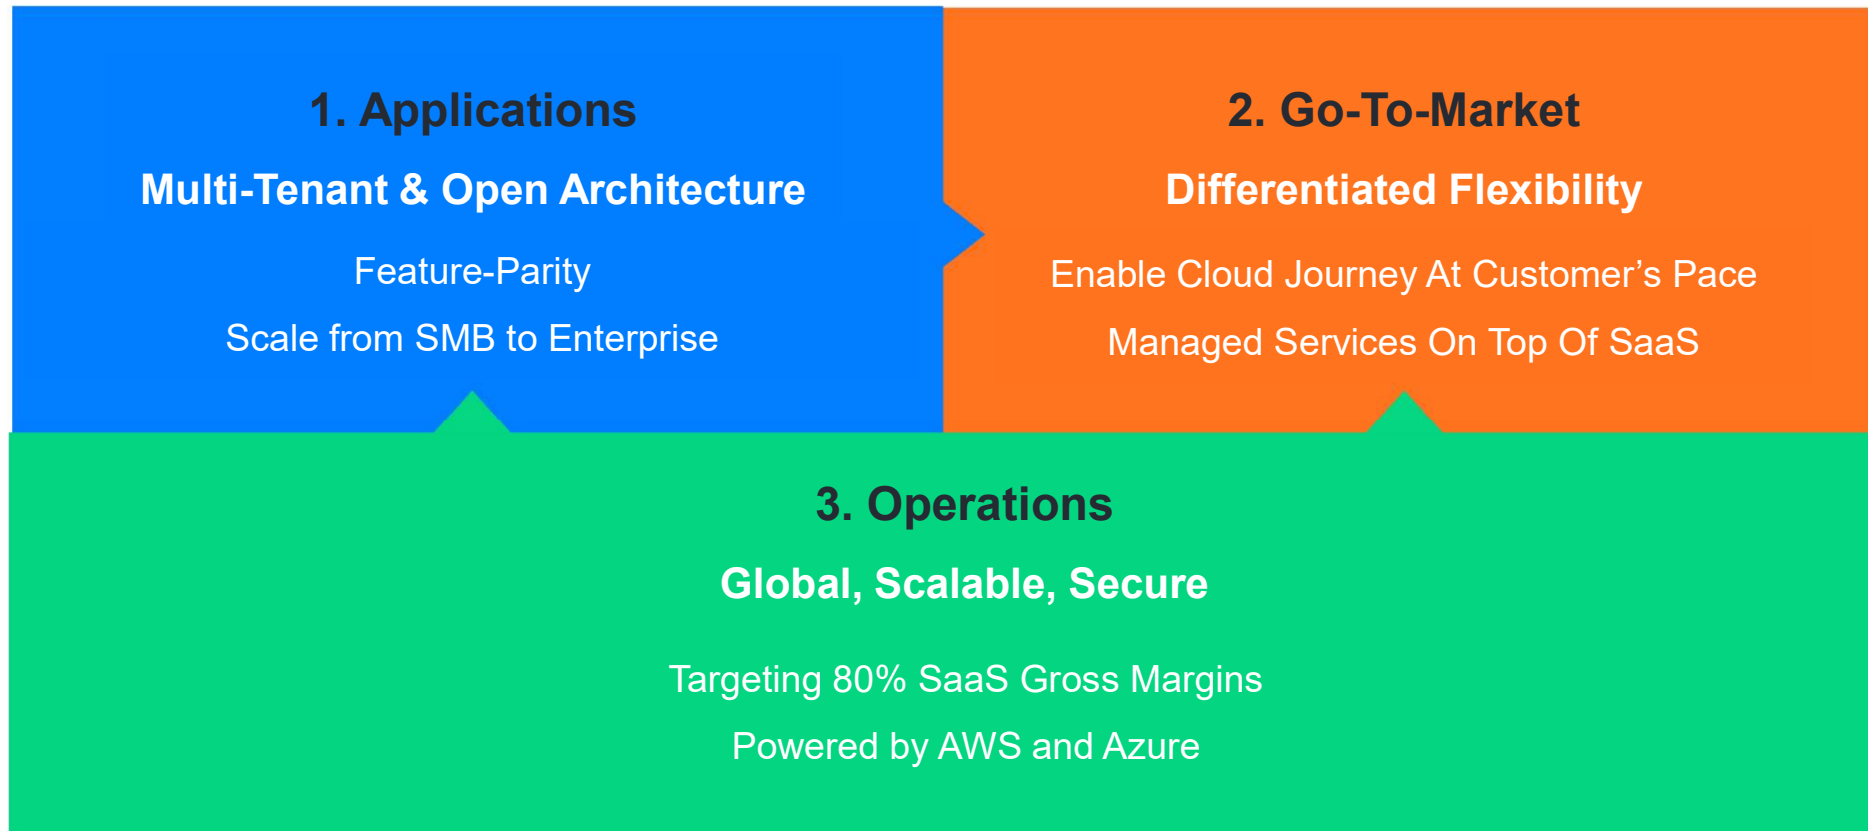 1. Applications
Multi-Tenant & Open Architecture
Feature-Parity
Scale from SMB to Enterprise
2. Go-To-Market
Differentiated Flexibility
Enable Cloud Journey At Customer’s Pace
Managed Services On Top Of SaaS
3. Operations
Global, Scalable, Secure
Targeting 80% SaaS Gross Margins
Powered by AWS and Azure